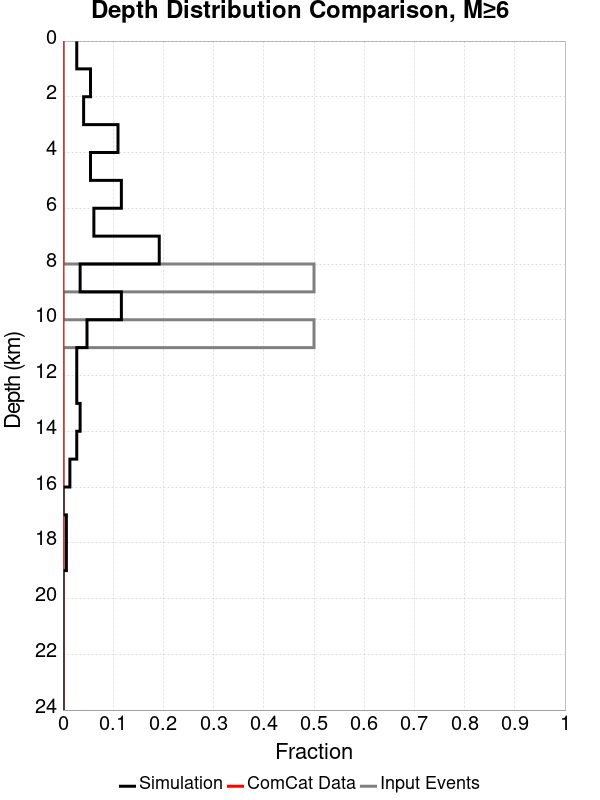 Depth Distribution Comparison, M≥6
0
2
4
6
8
10
12
14
16
18
20
22
24
Depth (km)
0 0.1 0.2 0.3 0.4 0.5 0.6 0.7 0.8 0.9 1
Fraction
Simulation ComCat Data Input Events